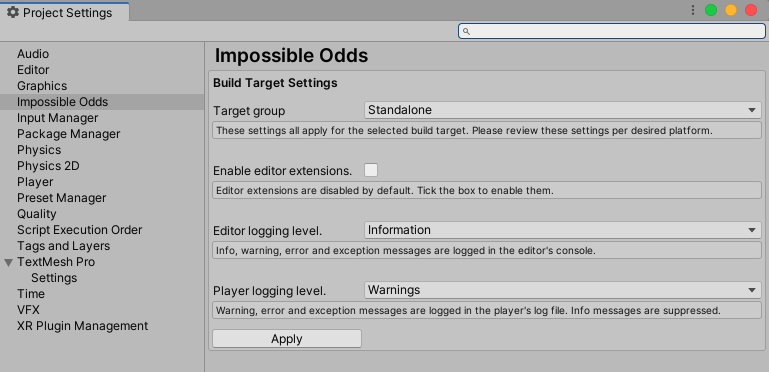 Project Settings
Audio
Editor
Graphics
Impossible Odds
Input Manager
Package Manager
Physics
Physics 2D
Player
Preset Manager
Quality
Script Execution Order
Tags and Layers
TextMesh Pro
Settings
Time
VFX
XR Plugin Management
Impossible Odds
Build Target Settings
Target group Standalone
These settings all apply for the selected build target. Please review these settings per desired platform.
Enable editor extensions.
Editor extensions are disabled by default. Tick the box to enable them.
Editor logging level. Information
Info, warning, error and exception messages are logged in the editor's console.
Player logging level. Warnings
Warning, error and exception messages are logged in the player's log file. Info messages are suppressed.
Apply